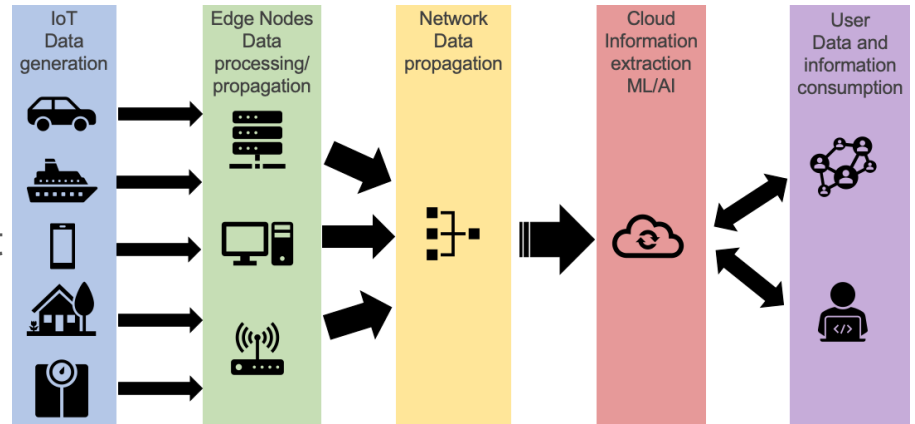 IoT
Data
generation
Edge Nodes
Data
processing/
propagation
Network
Data
propagation
Cloud
Information
extraction
ML/AI
User
Data and
information
consumption
</>